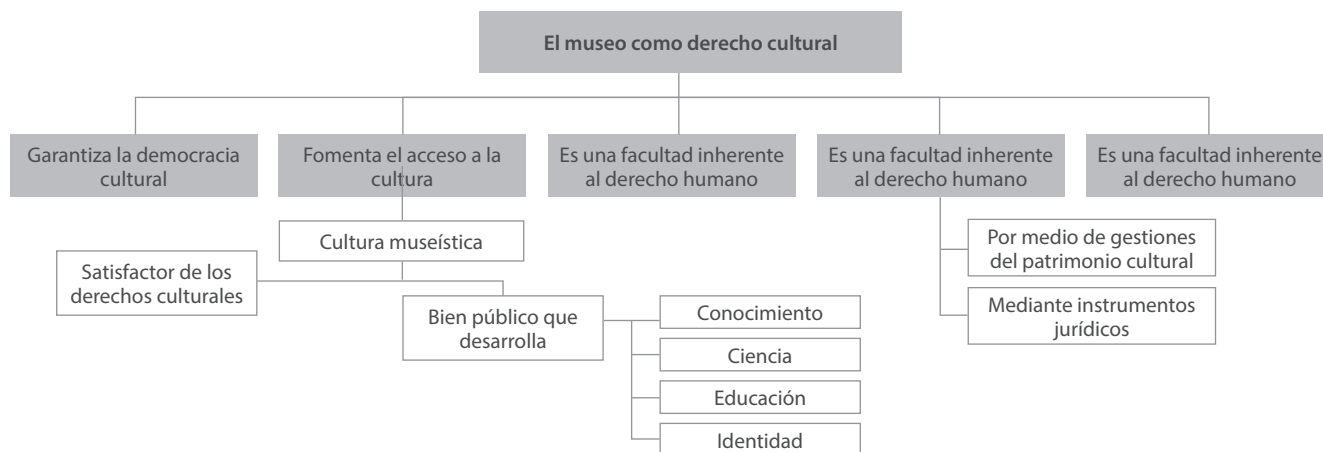 El museo como derecho cultural
Garantiza la democracia
cultural
Fomenta el acceso a la
cultura
Es una facultad inherente
al derecho humano
Es una facultad inherente
al derecho humano
Es una facultad inherente
al derecho humano
Cultura museística
Satisfactor de los
derechos culturales
Bien público que
desarrolla
Conocimiento
Ciencia
Educación
Identidad
Por medio de gestiones
del patrimonio cultural
Mediante instrumentos
jurídicos